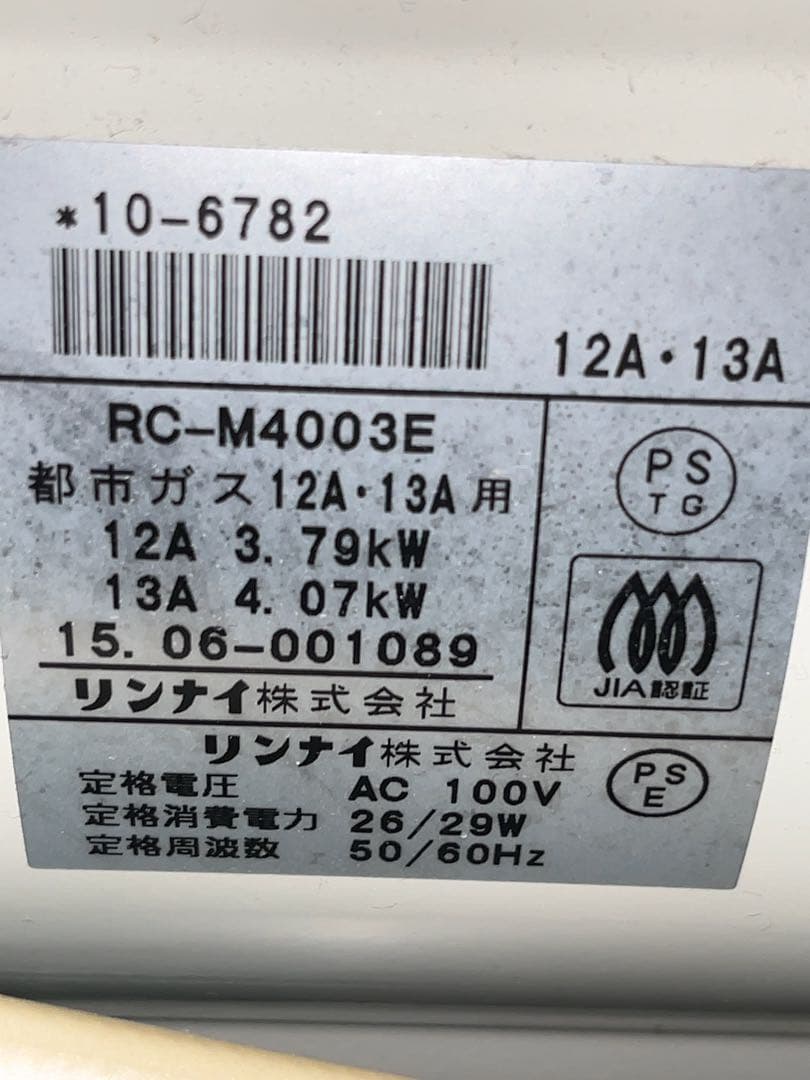 *10-6782
12A・13A
RC-M4003E
都市ガス12A・13A用
12A 3.79kW
13A 4.07kW
15.06-001089
リンナイ株式会社
PS
TG
JIA認証
リンナイ株式会社
定格電圧 AC 100V
定格消費電力 26/29W
定格周波数 50/60Hz
PS
E